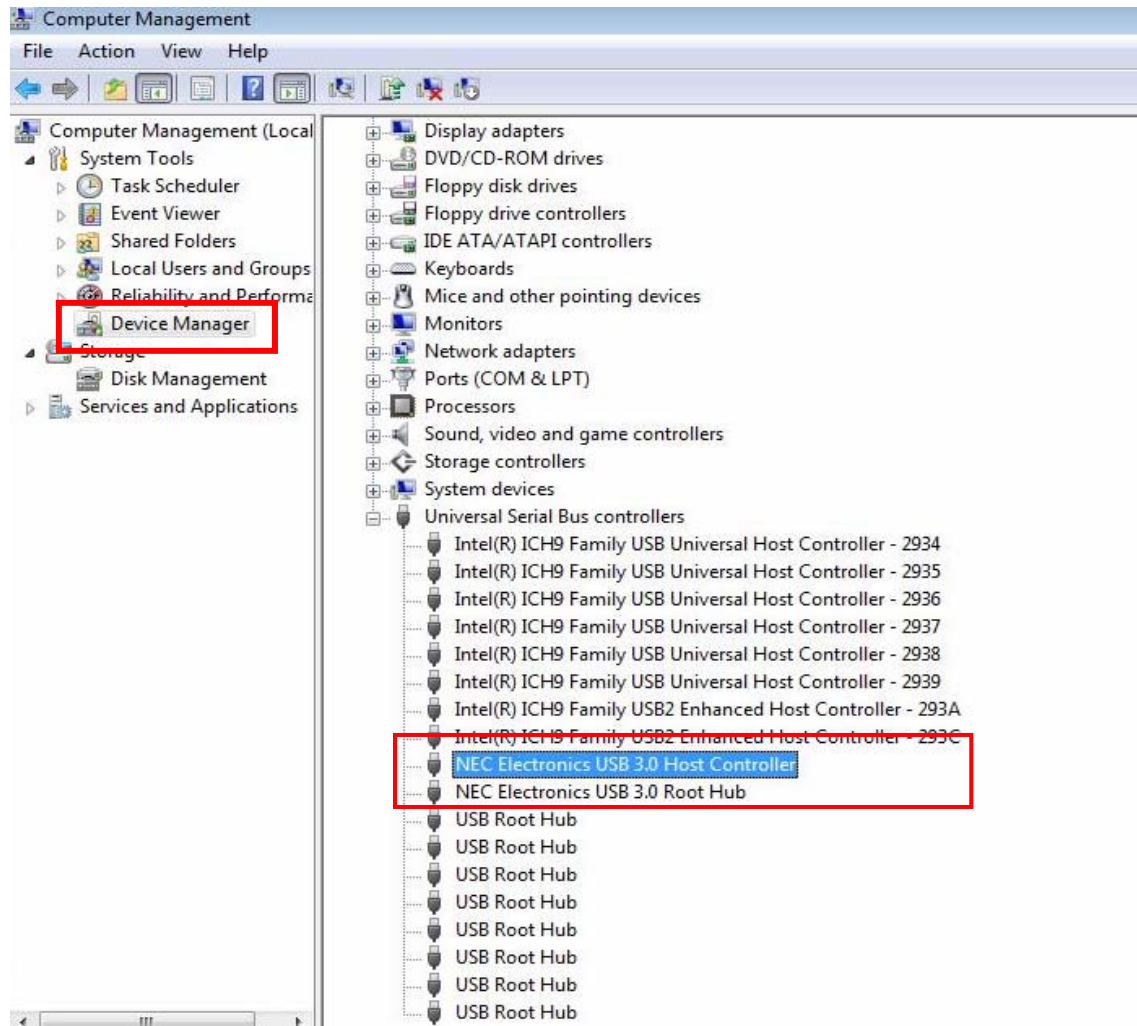 Computer Management
File Action View Help
Computer Management (Local
System Tools
Task Scheduler
Event Viewer
Shared Folders
Local Users and Groups
Reliability and Performa
Device Manager
Storage
Disk Management
Services and Applications
Display adapters
DVD/CD-ROM drives
Floppy disk drives
Floppy drive controllers
IDE ATA/ATAPI controllers
Keyboards
Mice and other pointing devices
Monitors
Network adapters
Ports (COM & LPT)
Processors
Sound, video and game controllers
Storage controllers
System devices
Universal Serial Bus controllers
Intel(R) ICH9 Family USB Universal Host Controller - 2934
Intel(R) ICH9 Family USB Universal Host Controller - 2935
Intel(R) ICH9 Family USB Universal Host Controller - 2936
Intel(R) ICH9 Family USB Universal Host Controller - 2937
Intel(R) ICH9 Family USB Universal Host Controller - 2938
Intel(R) ICH9 Family USB Universal Host Controller - 2939
Intel(R) ICH9 Family USB2 Enhanced Host Controller - 293A
Intel(R) ICH9 Family USB2 Enhanced Host Controller - 293C
NEC Electronics USB 3.0 Host Controller
NEC Electronics USB 3.0 Root Hub
USB Root Hub
USB Root Hub
USB Root Hub
USB Root Hub
USB Root Hub
USB Root Hub
USB Root Hub
USB Root Hub